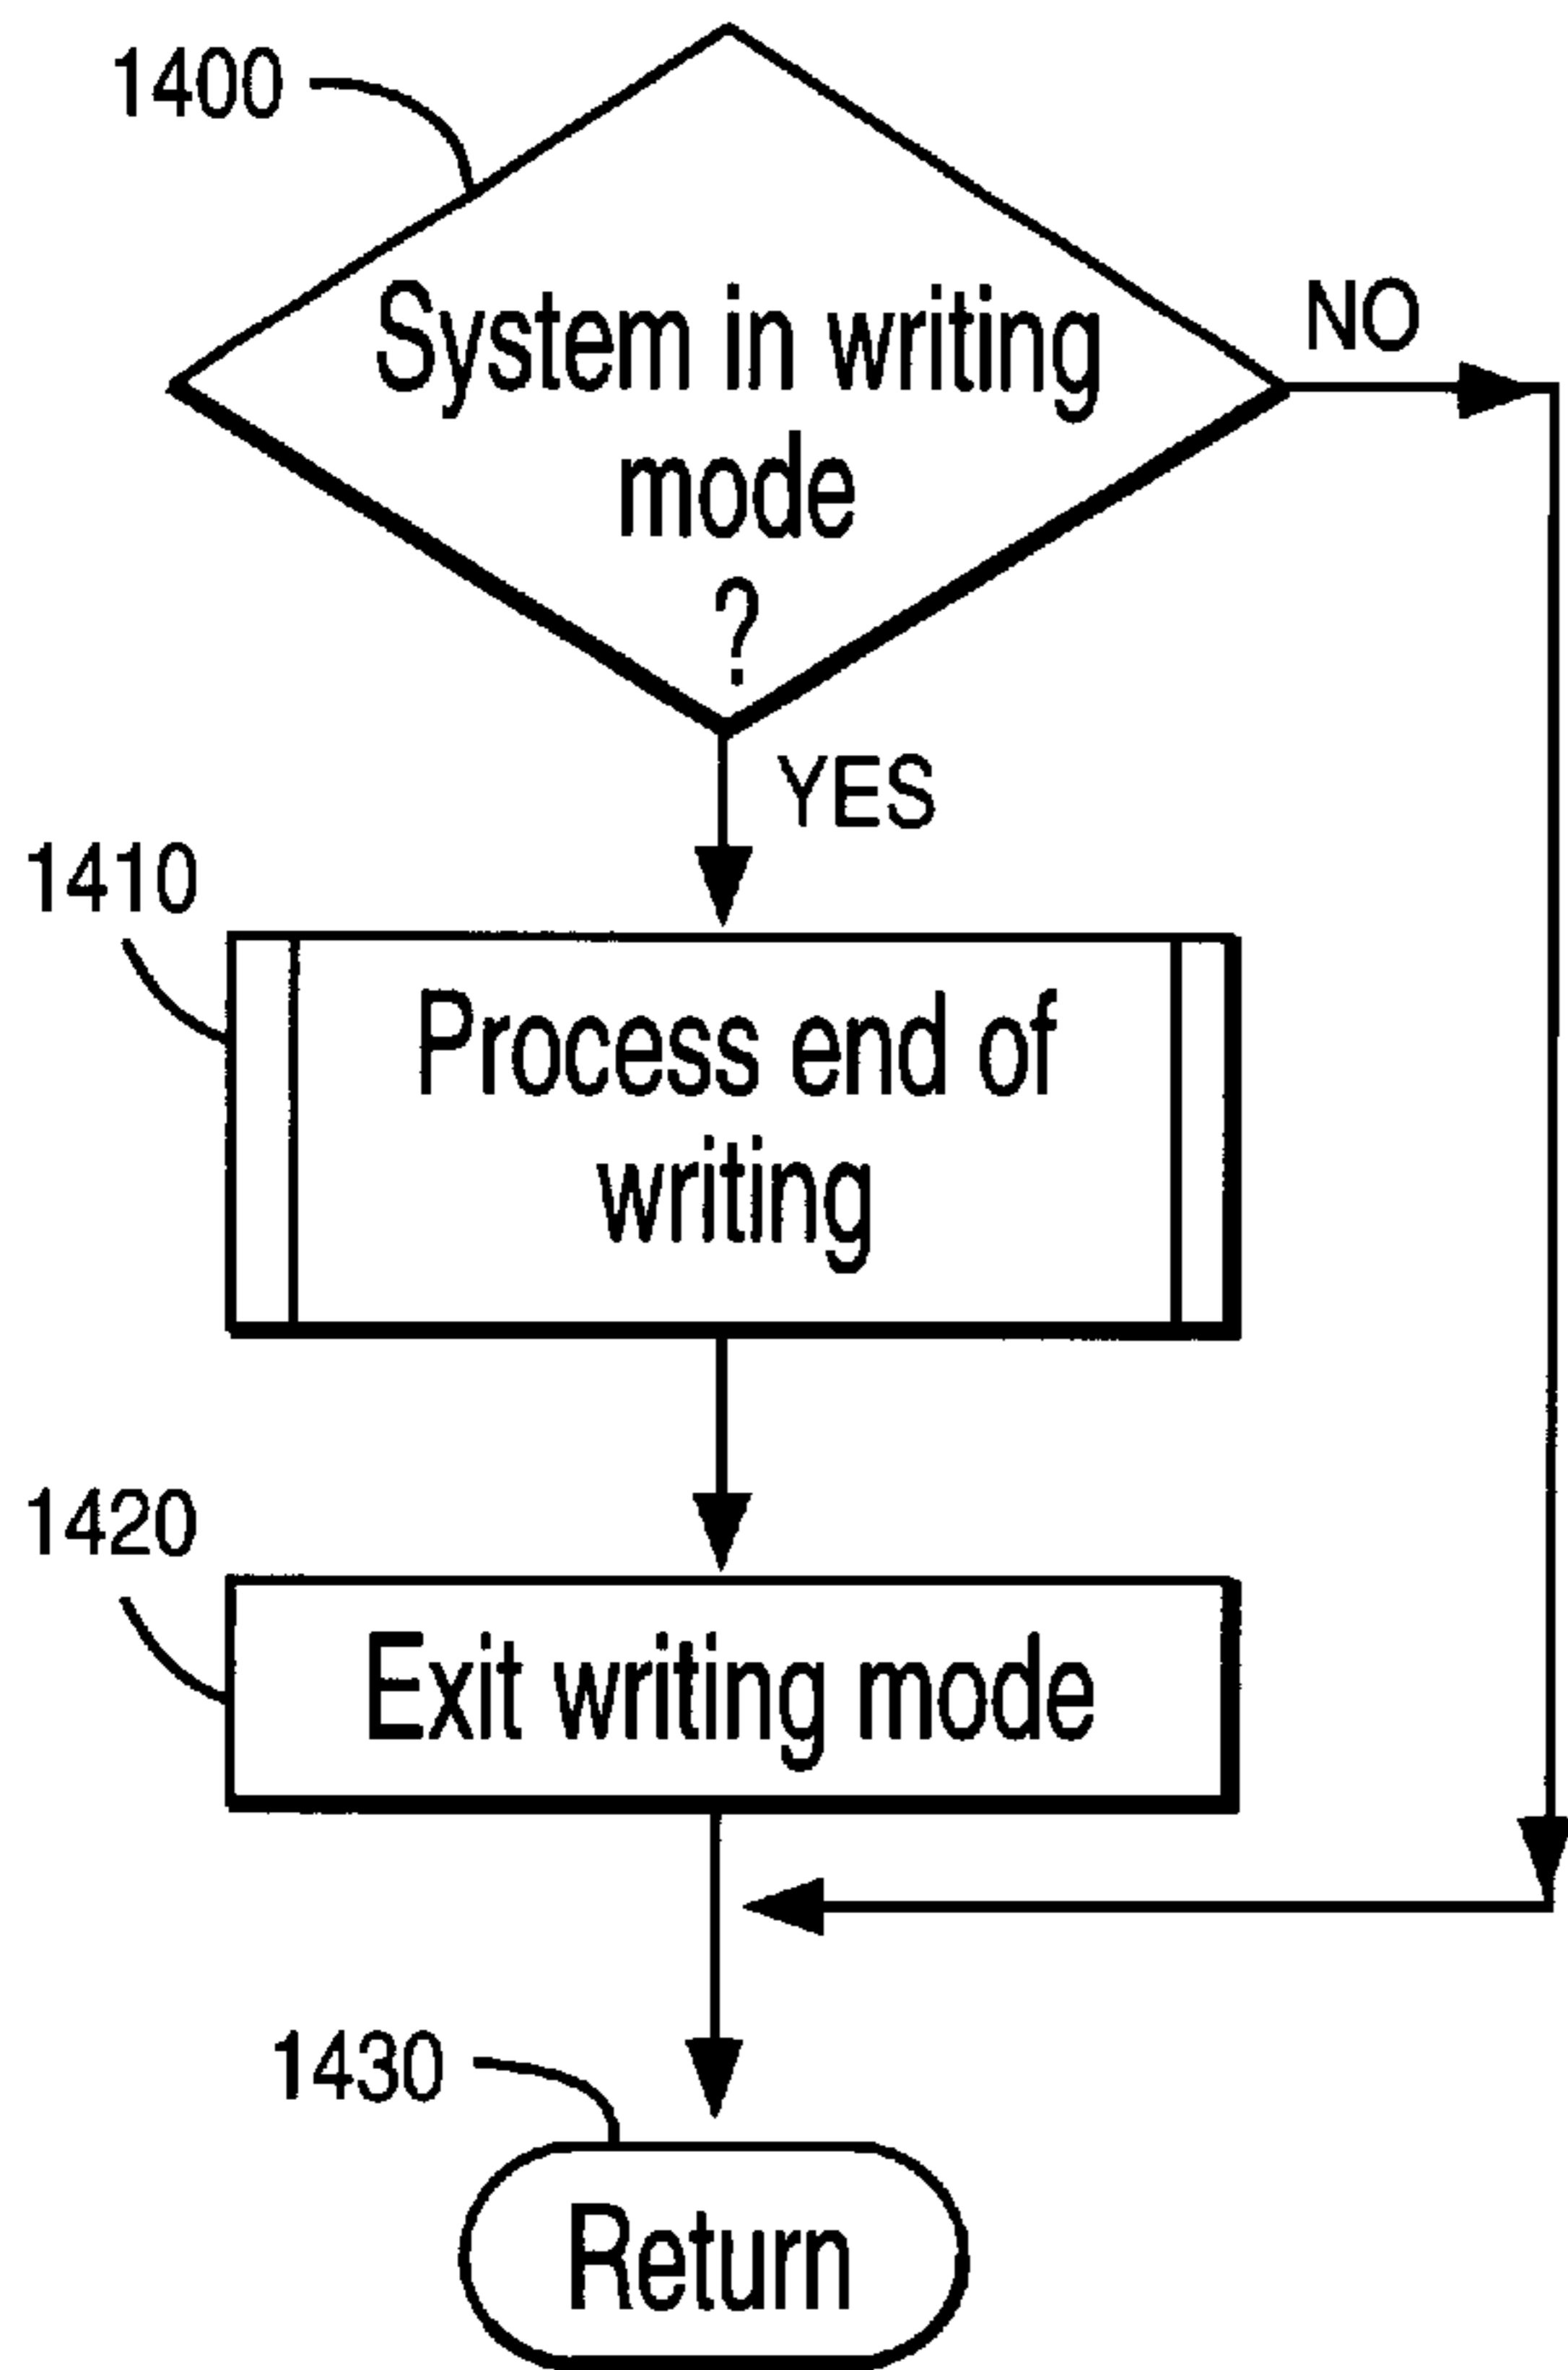 1400
System in writing
mode
?
NO
YES
1410
Process end of
writing
1420
Exit writing mode
1430
Return